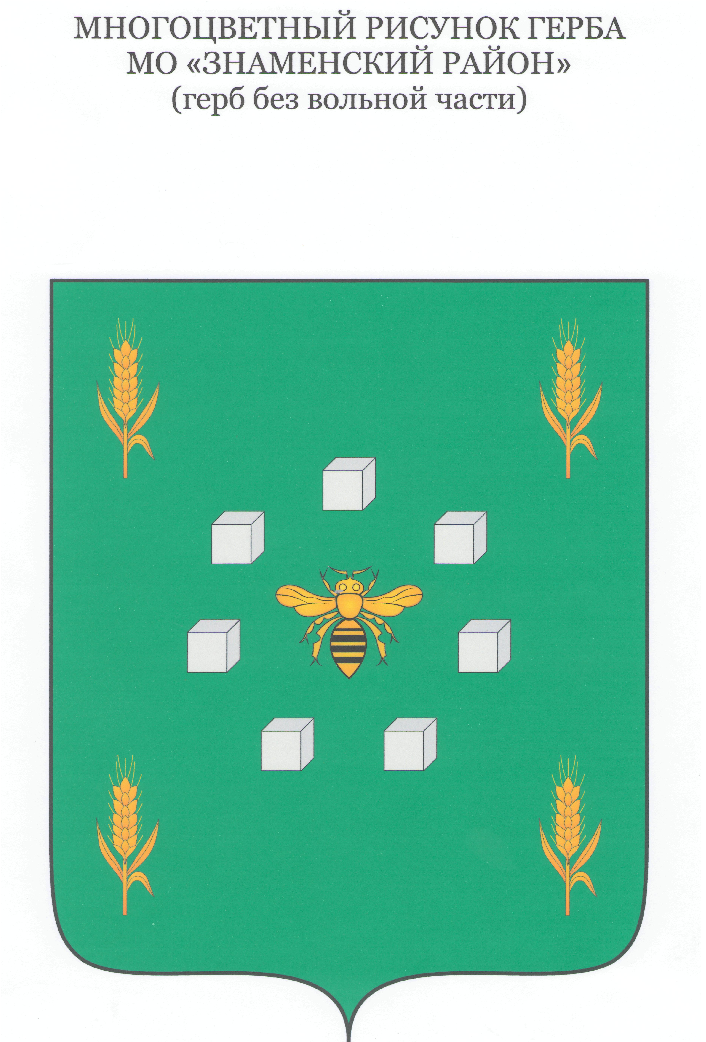 МНОГОЦВЕТНЫЙ РИСУНОК ГЕРБА
МО «ЗНАМЕНСКИЙ РАЙОН»
(герб без вольной части)